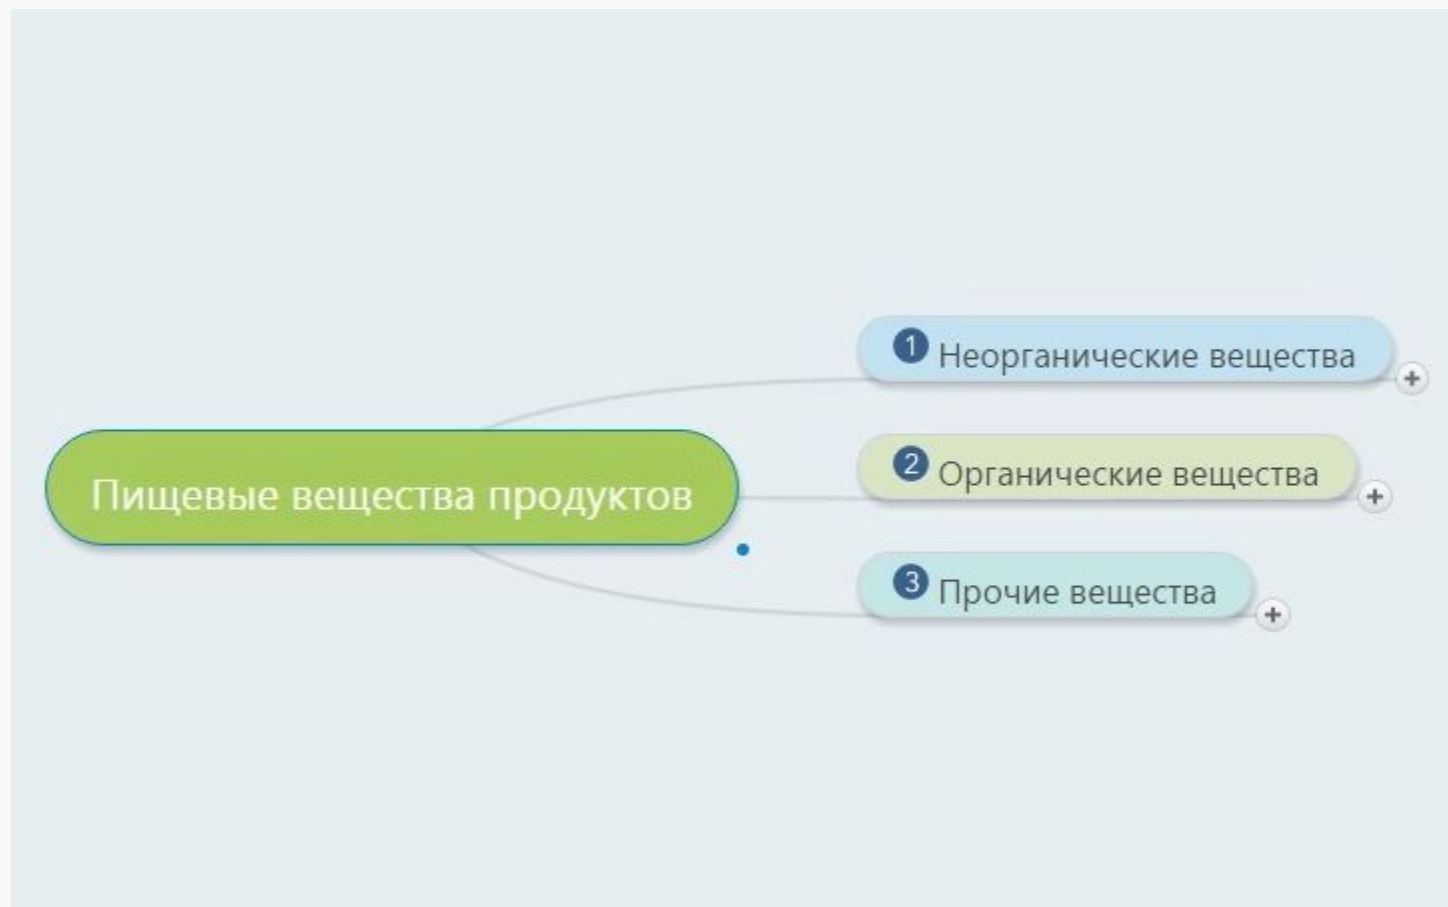 Пищевые вещества продуктов
1 Неорганические вещества
2 Органические вещества
3 Прочие вещества